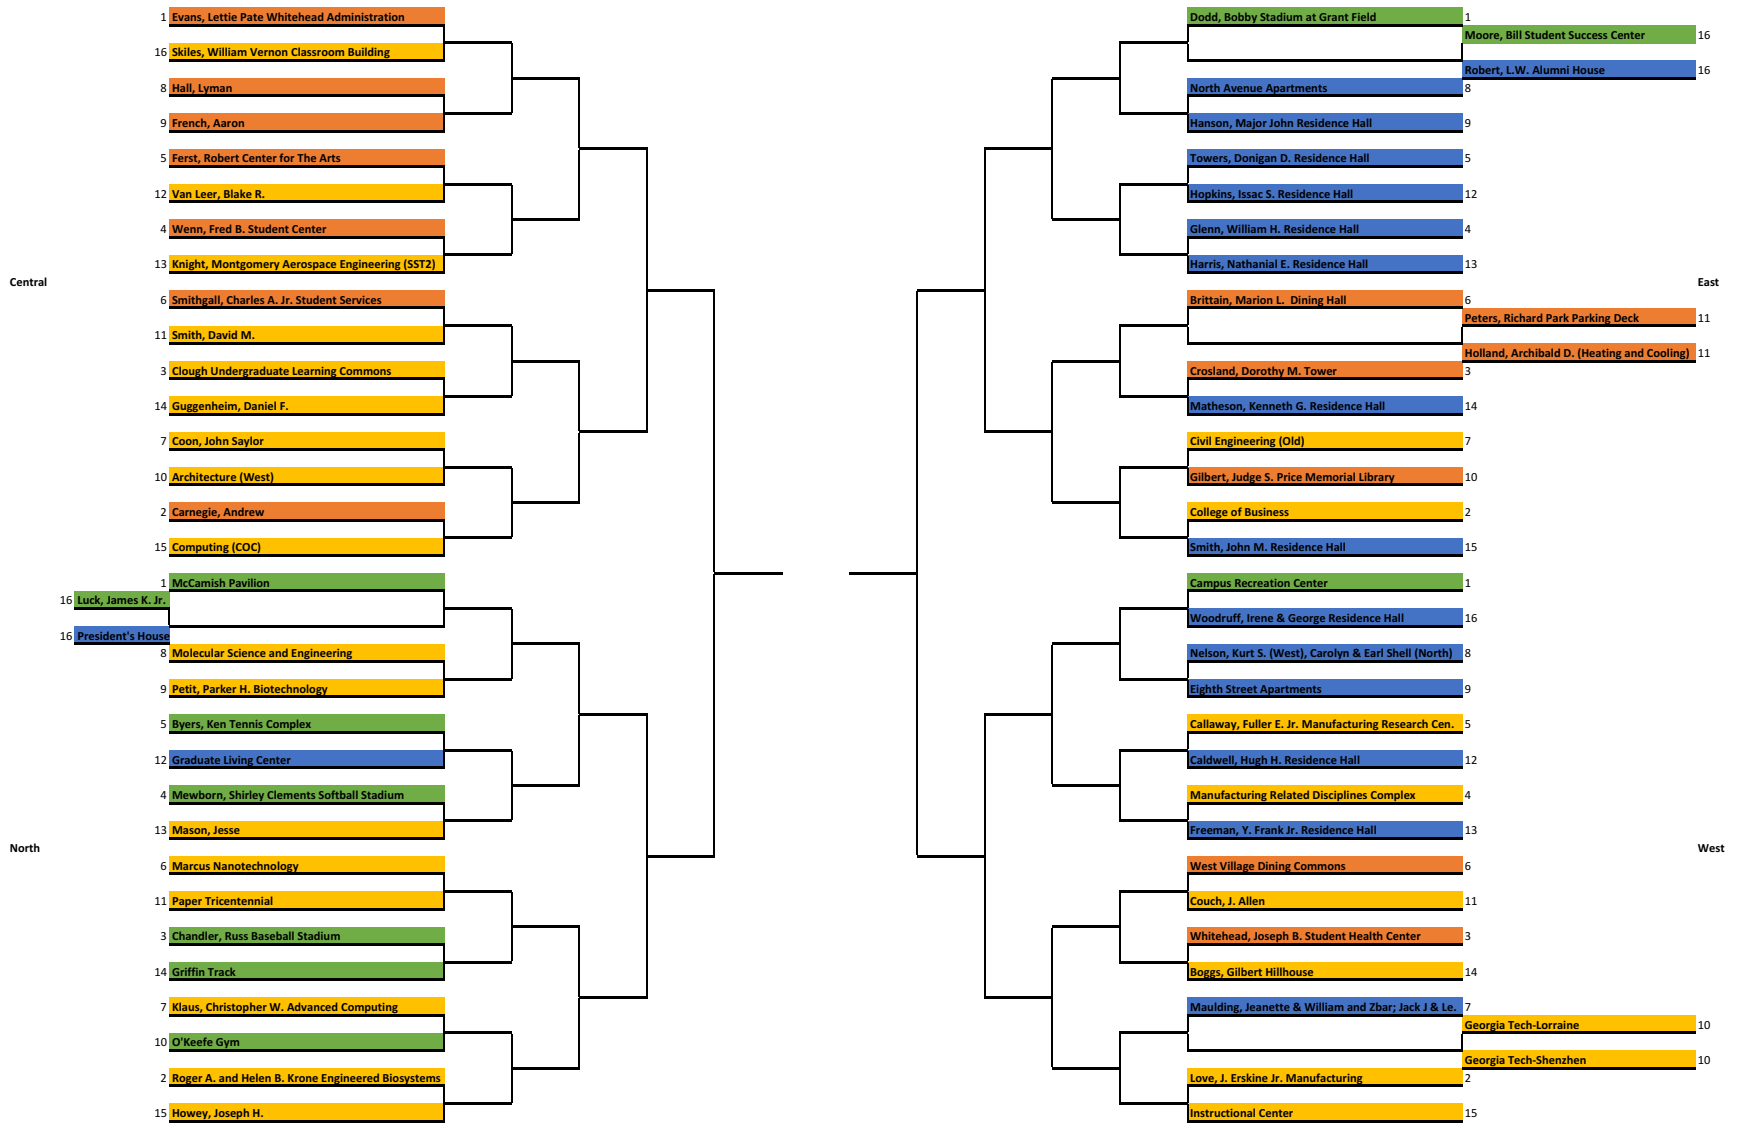 1 Evans, Lettie Pate Whitehead Administration
16 Skiles, William Vernon Classroom Building
8 Hall, Lyman
9 French, Aaron
5 Ferst, Robert Center for The Arts
12 Van Leer, Blake R.
4 Wenn, Fred B. Student Center
13 Knight, Montgomery Aerospace Engineering (SST2)
Central
6 Smithgall, Charles A. Jr. Student Services
11 Smith, David M.
3 Clough Undergraduate Learning Commons
14 Guggenheim, Daniel F.
7 Coon, John Saylor
10 Architecture (West)
2 Carnegie, Andrew
15 Computing (COC)
1 McCamish Pavilion
16 Luck, James K. Jr.
16 President's House
8 Molecular Science and Engineering
9 Petit, Parker H. Biotechnology
5 Byers, Ken Tennis Complex
12 Graduate Living Center
4 Mewborn, Shirley Clements Softball Stadium
13 Mason, Jesse
North
6 Marcus Nanotechnology
11 Paper Tricentennial
3 Chandler, Russ Baseball Stadium
14 Griffin Track
7 Klaus, Christopher W. Advanced Computing
10 O'Keefe Gym
2 Roger A. and Helen B. Krone Engineered Biosystems
15 Howey, Joseph H.
Dodd, Bobby Stadium at Grant Field 1
Moore, Bill Student Success Center 16
Robert, L.W. Alumni House 16
North Avenue Apartments 8
Hanson, Major John Residence Hall 9
Towers, Donigan D. Residence Hall 5
Hopkins, Issac S. Residence Hall 12
Glenn, William H. Residence Hall 4
Harris, Nathanial E. Residence Hall 13
East
Brittain, Marion L. Dining Hall 6
Peters, Richard Park Parking Deck 11
Holland, Archibald D. (Heating and Cooling) 11
Crosland, Dorothy M. Tower 3
Matheson, Kenneth G. Residence Hall 14
Civil Engineering (Old) 7
Gilbert, Judge S. Price Memorial Library 10
College of Business 2
Smith, John M. Residence Hall 15
Campus Recreation Center 1
Woodruff, Irene & George Residence Hall 16
Nelson, Kurt S. (West), Carolyn & Earl Shell (North) 8
Eighth Street Apartments 9
Callaway, Fuller E. Jr. Manufacturing Research Cen. 5
Caldwell, Hugh H. Residence Hall 12
Manufacturing Related Disciplines Complex 4
Freeman, Y. Frank Jr. Residence Hall 13
West
West Village Dining Commons 6
Couch, J. Allen 11
Whitehead, Joseph B. Student Health Center 3
Boggs, Gilbert Hillhouse 14
Maulding, Jeanette & William and Zbar; Jack J & Le. 7
Georgia Tech-Lorraine 10
Georgia Tech-Shenzhen 10
Love, J. Erskine Jr. Manufacturing 2
Instructional Center 15